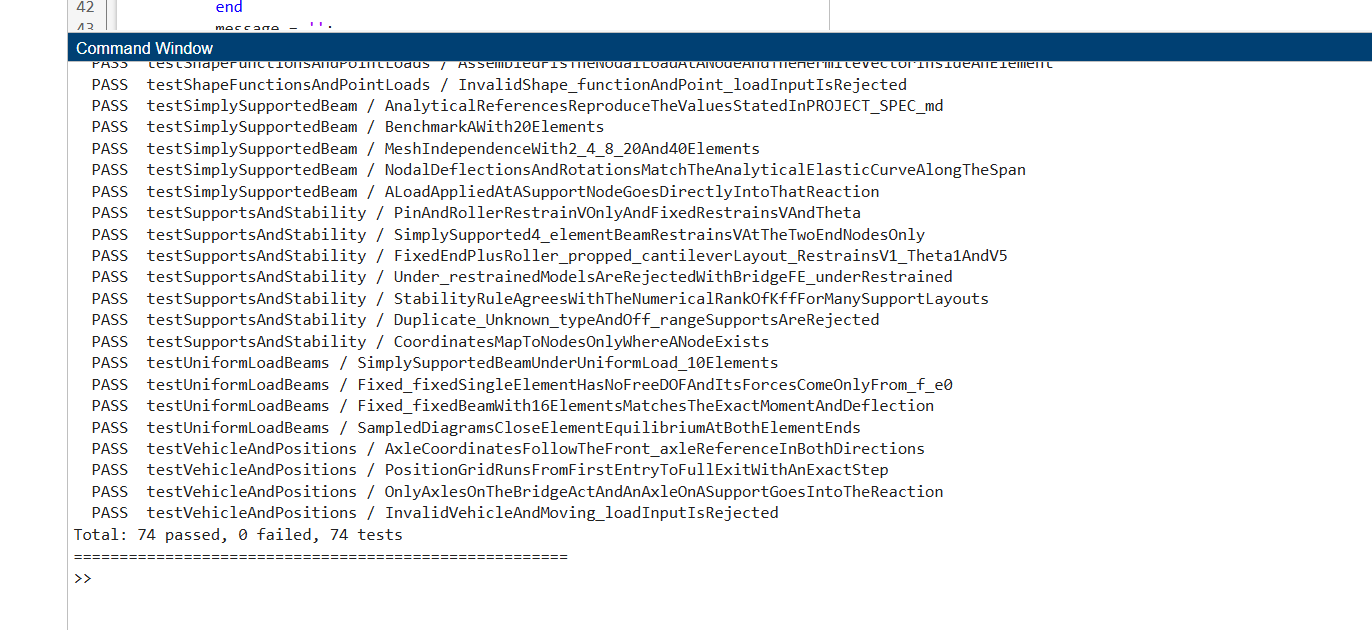 42 end
43 message = '';
Command Window
PASS testShapeFunctionsAndPointLoads / AssembledFIsTheNodalLoadAtANodeAndTheHermiteVectorInsideAnElement
PASS testShapeFunctionsAndPointLoads / InvalidShape_functionAndPoint_loadInputIsRejected
PASS testSimplySupportedBeam / AnalyticalReferencesReproduceTheValuesStatedInPROJECT_SPEC_md
PASS testSimplySupportedBeam / BenchmarkAWith20Elements
PASS testSimplySupportedBeam / MeshIndependenceWith2_4_8_20And40Elements
PASS testSimplySupportedBeam / NodalDeflectionsAndRotationsMatchTheAnalyticalElasticCurveAlongTheSpan
PASS testSimplySupportedBeam / ALoadAppliedAtASupportNodeGoesDirectlyIntoThatReaction
PASS testSupportsAndStability / PinAndRollerRestrainVOnlyAndFixedRestrainsVAndTheta
PASS testSupportsAndStability / SimplySupported4_elementBeamRestrainsVAtTheTwoEndNodesOnly
PASS testSupportsAndStability / FixedEndPlusRoller_propped_cantileverLayout_RestrainsV1_Theta1AndV5
PASS testSupportsAndStability / Under_restrainedModelsAreRejectedWithBridgeFE_underRestrained
PASS testSupportsAndStability / StabilityRuleAgreesWithTheNumericalRankOfKffForManySupportLayouts
PASS testSupportsAndStability / Duplicate_Unknown_typeAndOff_rangeSupportsAreRejected
PASS testSupportsAndStability / CoordinatesMapToNodesOnlyWhereANodeExists
PASS testUniformLoadBeams / SimplySupportedBeamUnderUniformLoad_10Elements
PASS testUniformLoadBeams / Fixed_fixedSingleElementHasNoFreeDOFAndItsForcesComeOnlyFrom_f_e0
PASS testUniformLoadBeams / Fixed_fixedBeamWith16ElementsMatchesTheExactMomentAndDeflection
PASS testUniformLoadBeams / SampledDiagramsCloseElementEquilibriumAtBothElementEnds
PASS testVehicleAndPositions / AxleCoordinatesFollowTheFront_axleReferenceInBothDirections
PASS testVehicleAndPositions / PositionGridRunsFromFirstEntryToFullExitWithAnExactStep
PASS testVehicleAndPositions / OnlyAxlesOnTheBridgeActAndAnAxleOnASupportGoesIntoTheReaction
PASS testVehicleAndPositions / InvalidVehicleAndMoving_loadInputIsRejected
Total: 74 passed, 0 failed, 74 tests
======================================================
>>